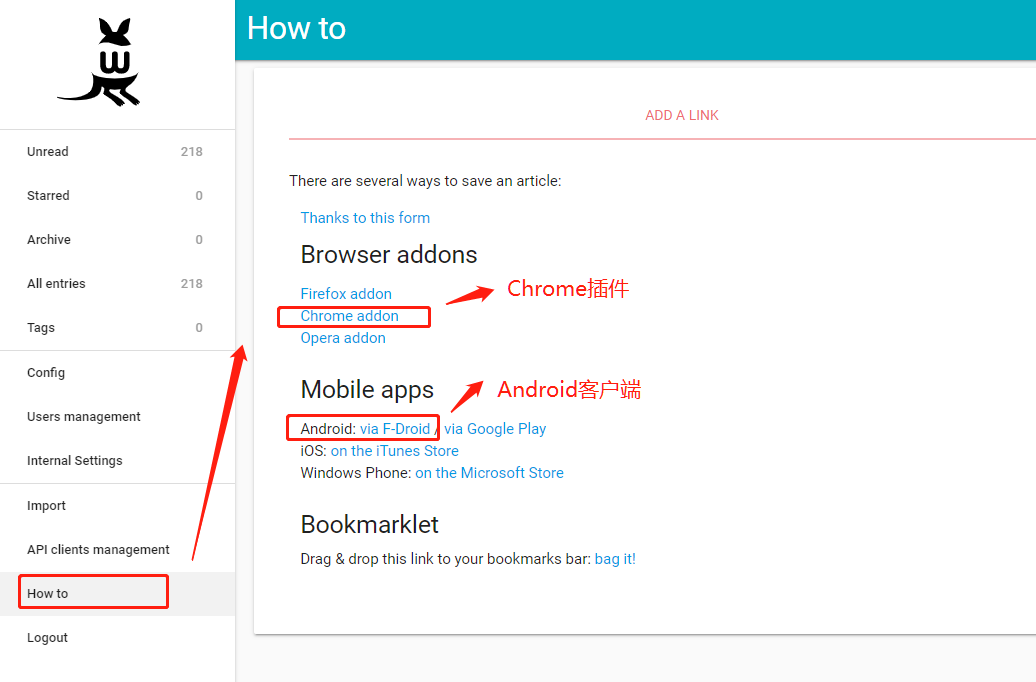 W
How to
Unread 218
Starred 0
Archive 0
All entries 218
Tags 0
Config
Users management
Internal Settings
Import
API clients management
How to
Logout
ADD A LINK
There are several ways to save an article:
Thanks to this form
Browser addons
Firefox addon
Chrome addon
Chrome插件
Opera addon
Mobile apps
Android客户端
Android: via F-Droid / via Google Play
iOS: on the iTunes Store
Windows Phone: on the Microsoft Store
Bookmarklet
Drag & drop this link to your bookmarks bar: bag it!